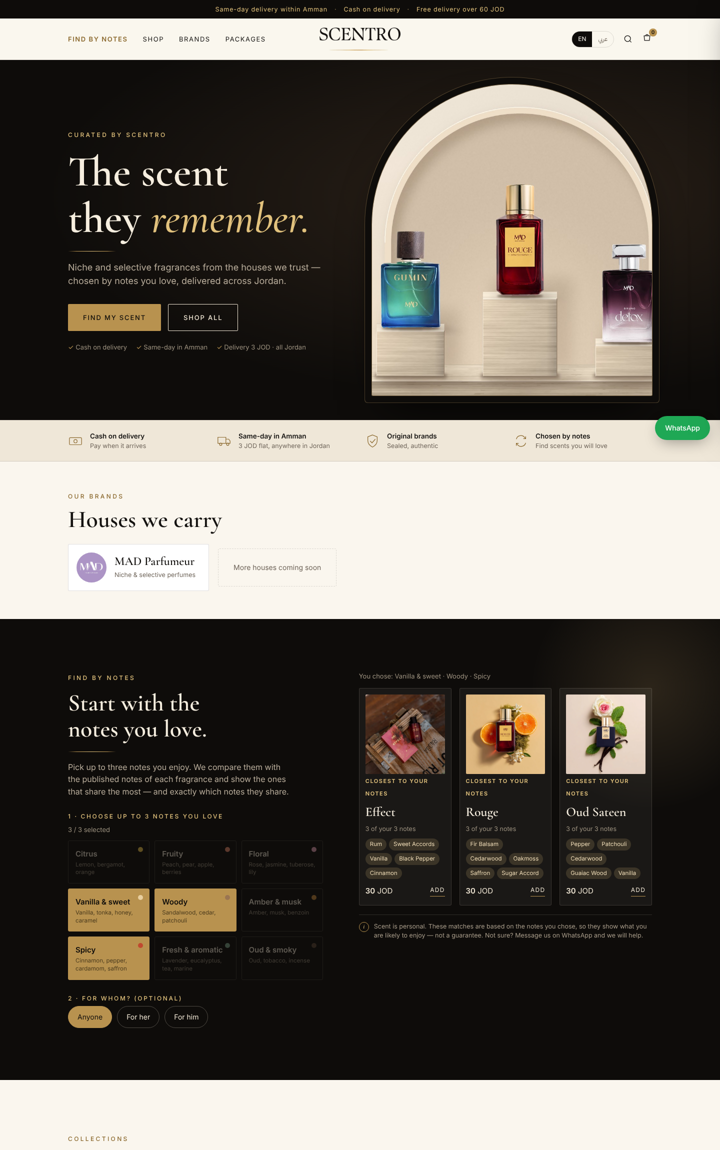 Same-day delivery within Amman · Cash on delivery · Free delivery over 60 JOD
FIND BY NOTES SHOP BRANDS PACKAGES
SCENTRO
EN عربي
0
CURATED BY SCENTRO
The scent
they remember.
Niche and selective fragrances from the houses we trust —
chosen by notes you love, delivered across Jordan.
FIND MY SCENT
SHOP ALL
✓ Cash on delivery ✓ Same-day in Amman ✓ Delivery 3 JOD · all Jordan
GUMIN
MAD
MAD
ROUGE
MAD
delox
Cash on delivery
Pay when it arrives
Same-day in Amman
3 JOD flat, anywhere in Jordan
Original brands
Sealed, authentic
Chosen by notes
Find scents you will love
WhatsApp
OUR BRANDS
Houses we carry
MAD
MAD Parfumeur
Niche & selective perfumes
More houses coming soon
FIND BY NOTES
Start with the
notes you love.
Pick up to three notes you enjoy. We compare them with
the published notes of each fragrance and show the ones
that share the most — and exactly which notes they share.
1 · CHOOSE UP TO 3 NOTES YOU LOVE
3 / 3 selected
Citrus
Lemon, bergamot,
orange
Fruity
Peach, pear, apple,
berries
Floral
Rose, jasmine, tuberose,
lily
Vanilla & sweet
Vanilla, tonka, honey,
caramel
Woody
Sandalwood, cedar,
patchouli
Amber & musk
Amber, musk, benzoin
Spicy
Cinnamon, pepper,
cardamom, saffron
Fresh & aromatic
Lavender, eucalyptus,
tea, marine
Oud & smoky
Oud, tobacco, incense
2 · FOR WHOM? (OPTIONAL)
Anyone
For her
For him
You chose: Vanilla & sweet · Woody · Spicy
CLOSEST TO YOUR
NOTES
Effect
3 of your 3 notes
Rum Sweet Accords
Vanilla Black Pepper
Cinnamon
30 JOD ADD
CLOSEST TO YOUR
NOTES
Rouge
3 of your 3 notes
Fir Balsam
Cedarwood Oakmoss
Saffron Sugar Accord
30 JOD ADD
CLOSEST TO YOUR
NOTES
Oud Sateen
3 of your 3 notes
Pepper Patchouli
Cedarwood
Guaiac Wood Vanilla
30 JOD ADD
Scent is personal. These matches are based on the notes you chose, so they show what you
are likely to enjoy — not a guarantee. Not sure? Message us on WhatsApp and we will help.
COLLECTIONS